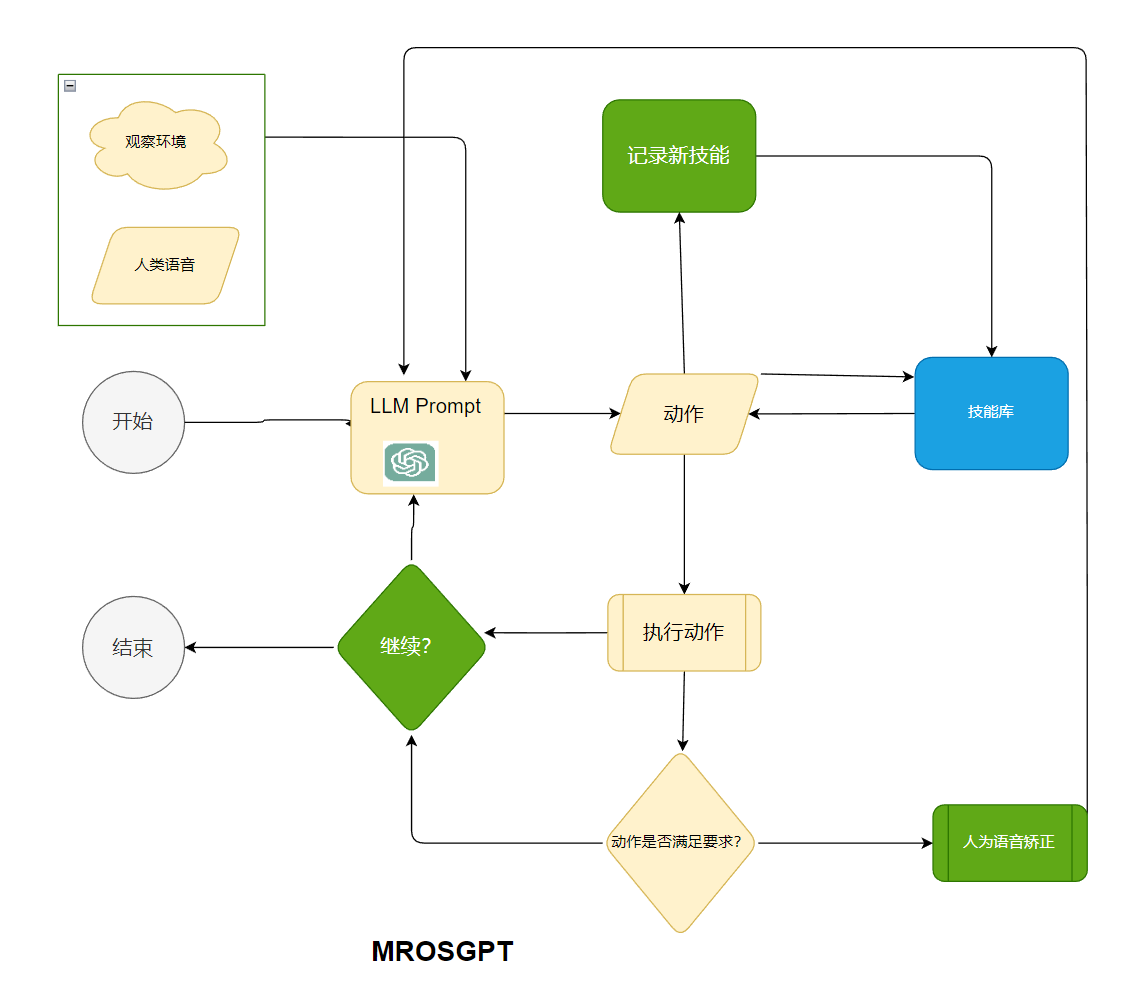 观察环境
人类语音
记录新技能
开始
LLM Prompt
动作
技能库
结束
继续?
执行动作
动作是否满足要求?
人为语音矫正
MROSGPT